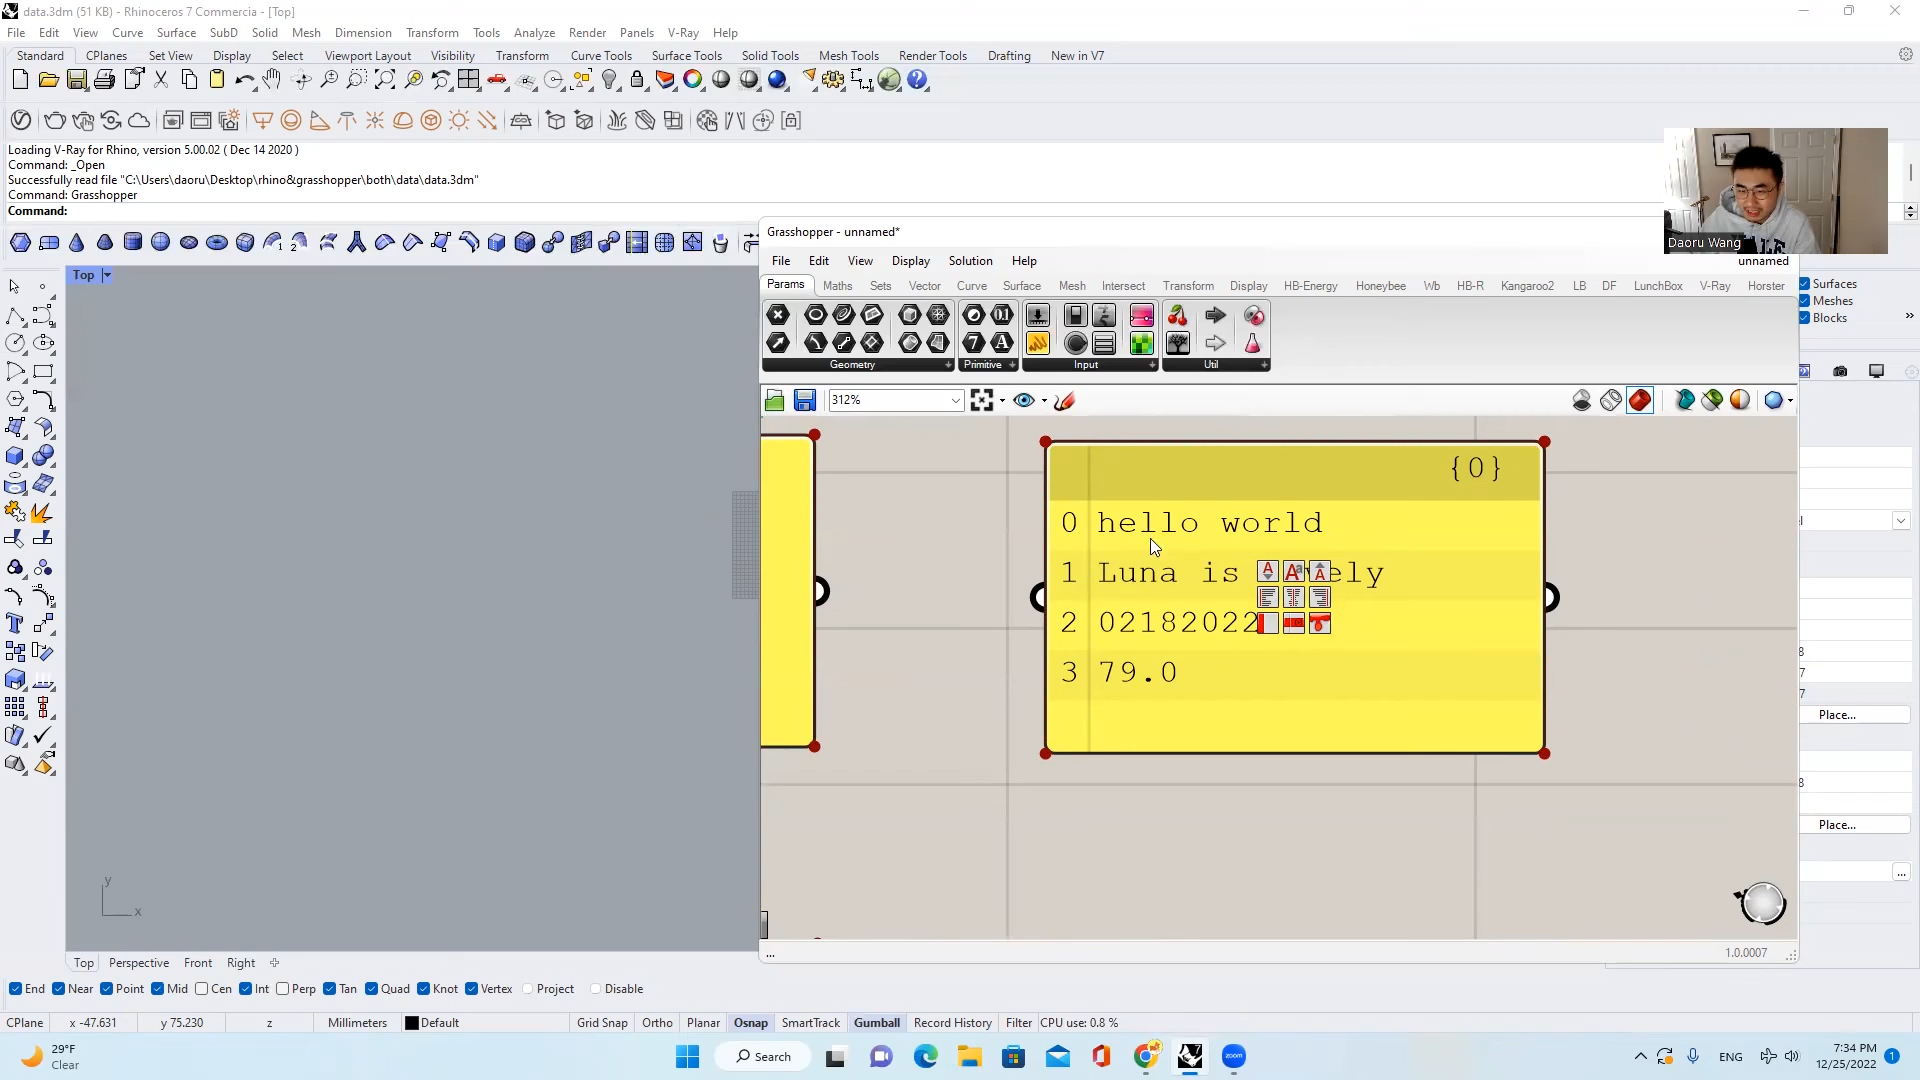 data.3dm (51 KB) - Rhinoceros 7 Commercia - [Top]
File Edit View Curve Surface SubD Solid Mesh Dimension Transform Tools Analyze Render Panels V-Ray Help
Standard CPlanes Set View Display Select Viewport Layout Visibility Transform Curve Tools Surface Tools Solid Tools Mesh Tools Render Tools Drafting New in V7
Loading V-Ray for Rhino, version 5.00.02 ( Dec 14 2020 )
Command: _Open
Successfully read file "C:\Users\daoru\Desktop\rhino&grasshopper\both\data\data.3dm"
Command: Grasshopper
Command:
Daoru Wang
Top
Grasshopper - unnamed*
File Edit View Display Solution Help
unnamed
Params Maths Sets Vector Curve Surface Mesh Intersect Transform Display HB-Energy Honeybee Wb HB-R Kangaroo2 LB DF LunchBox V-Ray Horster
Geometry Primitive Input Util
312%
{0}
0 hello world
1 Luna is
2 02182022
3 79.0
1.0.0007
Surfaces
Meshes
Blocks
Place...
Place...
y
x
Top Perspective Front Right
End Near Point Mid Cen Int Perp Tan Quad Knot Vertex Project Disable
CPlane x -47.631 y 75.230 z Millimeters Default Grid Snap Ortho Planar Osnap SmartTrack Gumball Record History Filter CPU use: 0.8 %
29°F
Clear
Search
zoom
ENG
7:34 PM
12/25/2022
1